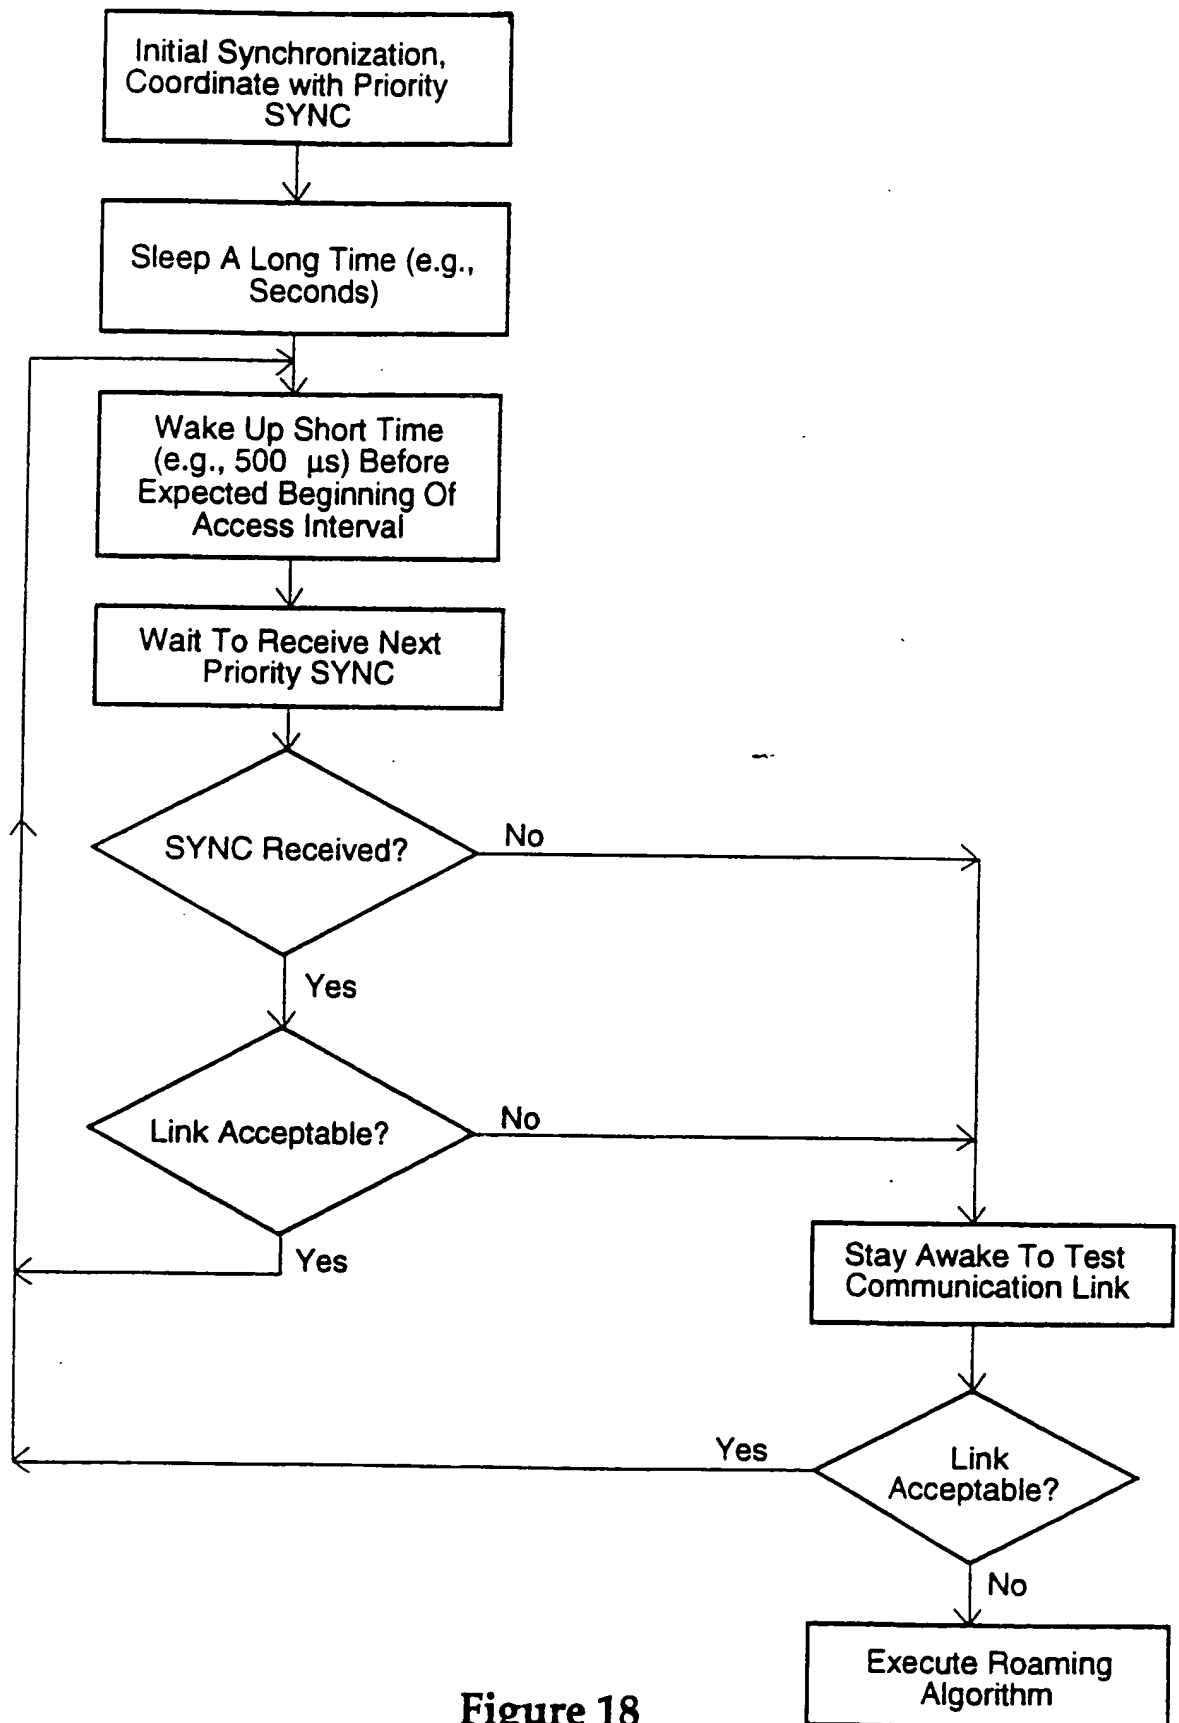 Initial Synchronization,
Coordinate with Priority
SYNC
Sleep A Long Time (e.g.,
Seconds)
Wake Up Short Time
(e.g., 500 µs) Before
Expected Beginning Of
Access Interval
Wait To Receive Next
Priority SYNC
SYNC Received?
No
Yes
Link Acceptable?
No
Yes
Stay Awake To Test
Communication Link
Yes
Link
Acceptable?
No
Execute Roaming
Algorithm
Figure 18